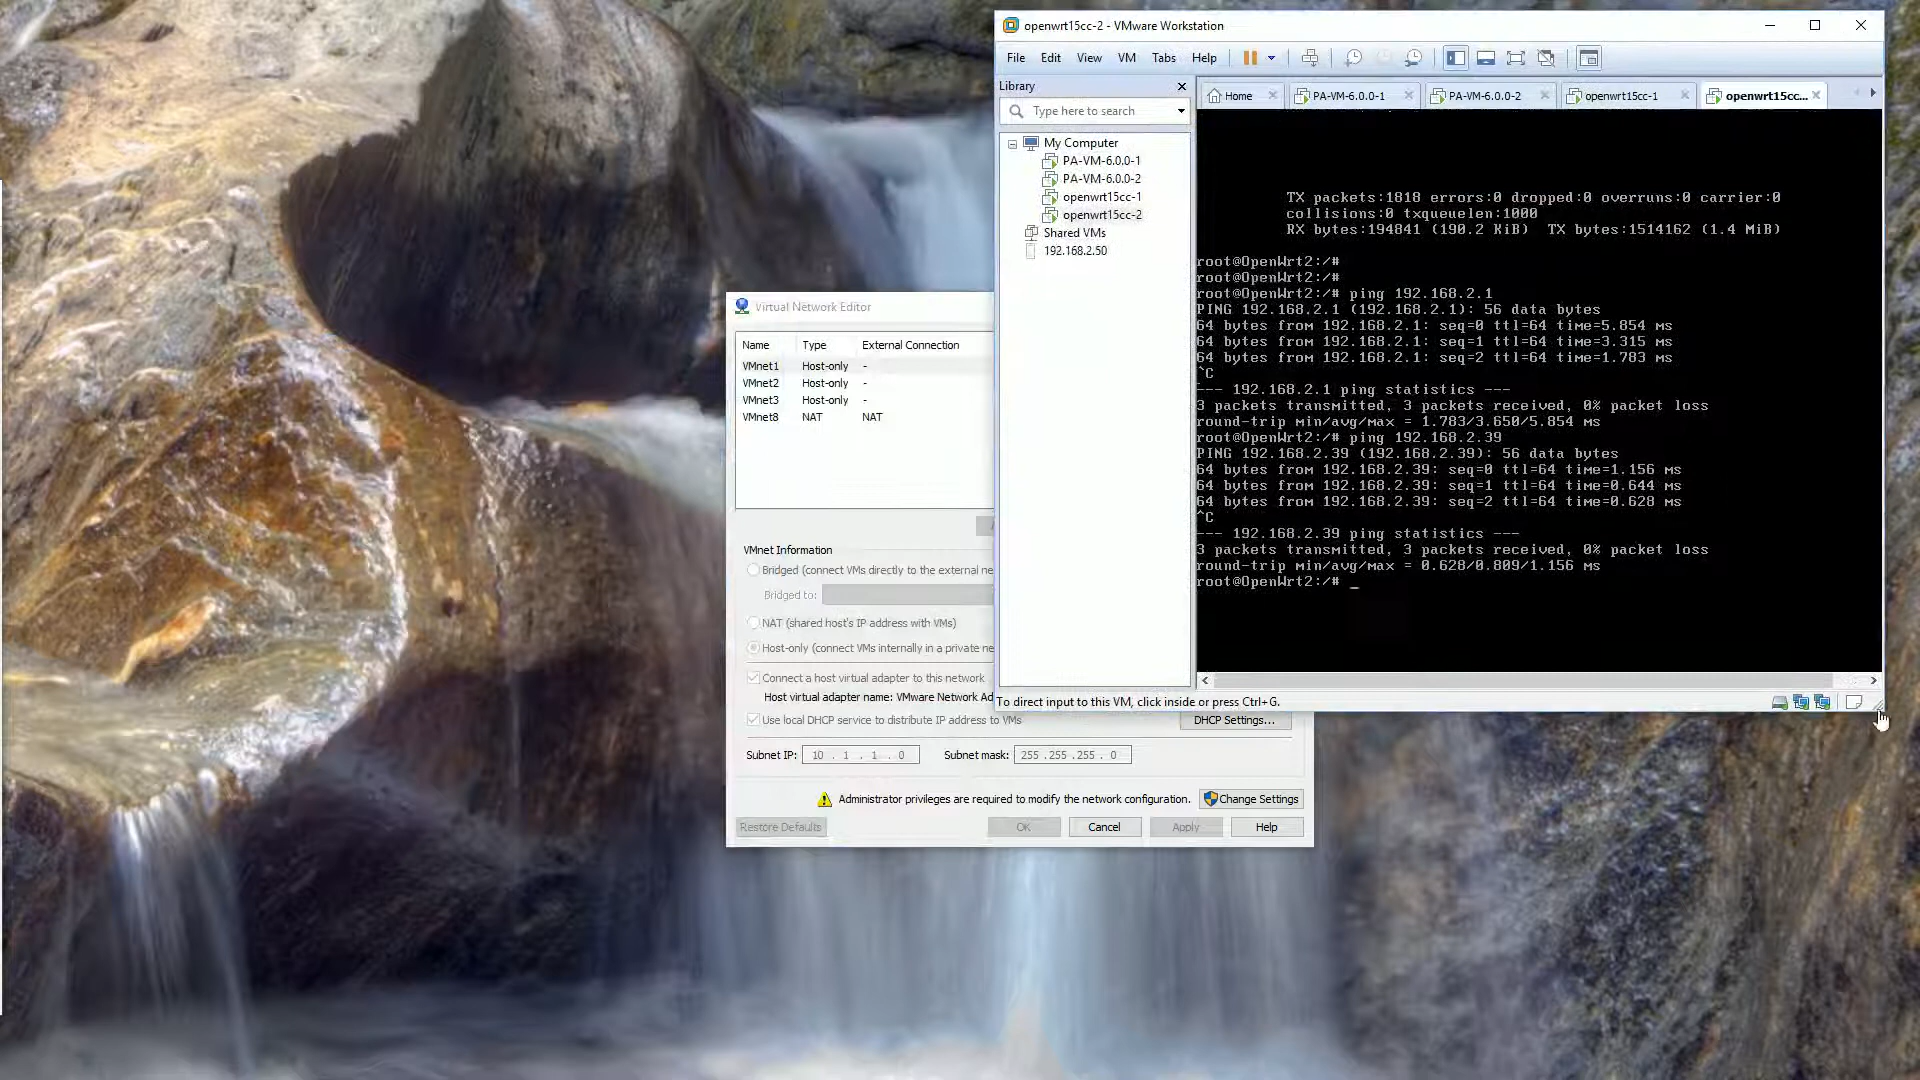 openwrt15cc-2 - VMware Workstation
File Edit View VM Tabs Help
Library
Type here to search
My Computer
PA-VM-6.0.0-1
PA-VM-6.0.0-2
openwrt15cc-1
openwrt15cc-2
Shared VMs
192.168.2.50
Home PA-VM-6.0.0-1 PA-VM-6.0.0-2 openwrt15cc-1 openwrt15cc...
TX packets:1818 errors:0 dropped:0 overruns:0 carrier:0
collisions:0 txqueuelen:1000
RX bytes:194841 (190.2 KiB)  TX bytes:1514162 (1.4 MiB)
root@OpenWrt2:/#
root@OpenWrt2:/#
root@OpenWrt2:/# ping 192.168.2.1
PING 192.168.2.1 (192.168.2.1): 56 data bytes
64 bytes from 192.168.2.1: seq=0 ttl=64 time=5.854 ms
64 bytes from 192.168.2.1: seq=1 ttl=64 time=3.315 ms
64 bytes from 192.168.2.1: seq=2 ttl=64 time=1.783 ms
^C
--- 192.168.2.1 ping statistics ---
3 packets transmitted, 3 packets received, 0% packet loss
round-trip min/avg/max = 1.783/3.650/5.854 ms
root@OpenWrt2:/# ping 192.168.2.39
PING 192.168.2.39 (192.168.2.39): 56 data bytes
64 bytes from 192.168.2.39: seq=0 ttl=64 time=1.156 ms
64 bytes from 192.168.2.39: seq=1 ttl=64 time=0.644 ms
64 bytes from 192.168.2.39: seq=2 ttl=64 time=0.628 ms
^C
--- 192.168.2.39 ping statistics ---
3 packets transmitted, 3 packets received, 0% packet loss
round-trip min/avg/max = 0.628/0.809/1.156 ms
root@OpenWrt2:/# _
To direct input to this VM, click inside or press Ctrl+G.
Virtual Network Editor
Name Type External Connection
VMnet1 Host-only -
VMnet2 Host-only -
VMnet3 Host-only -
VMnet8 NAT NAT
VMnet Information
Bridged (connect VMs directly to the external ne
Bridged to:
NAT (shared host's IP address with VMs)
Host-only (connect VMs internally in a private ne
Connect a host virtual adapter to this network
Host virtual adapter name: VMware Network Ad
Use local DHCP service to distribute IP address to VMs DHCP Settings...
Subnet IP: 10 . 1 . 1 . 0 Subnet mask: 255 .255 .255 . 0
Administrator privileges are required to modify the network configuration. Change Settings
Restore Defaults OK Cancel Apply Help